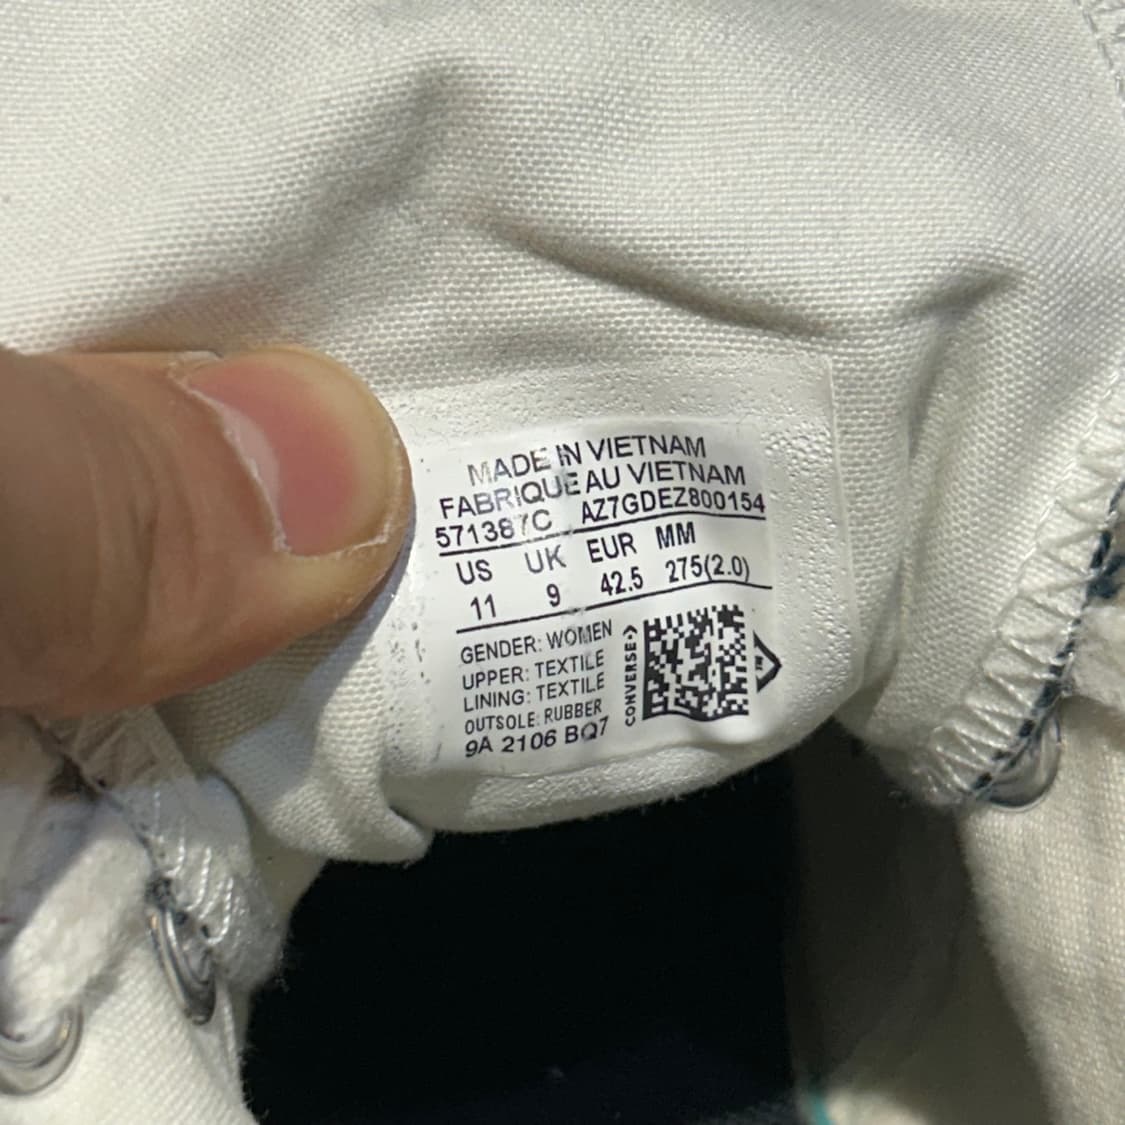 MADE IN VIETNAM
FABRIQUE AU VIETNAM
571387C AZ7GDEZ800154
US UK EUR MM
11 9 42.5 275(2.0)
GENDER: WOMEN
UPPER: TEXTILE
LINING: TEXTILE
OUTSOLE: RUBBER
9A 2106 BQ7
CONVERSE